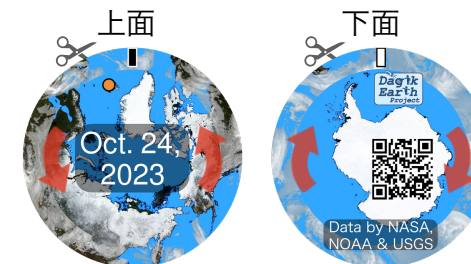 上面
下面
Oct. 24,
2023
Dagik
Earth
Project
Data by NASA,
NOAA & USGS